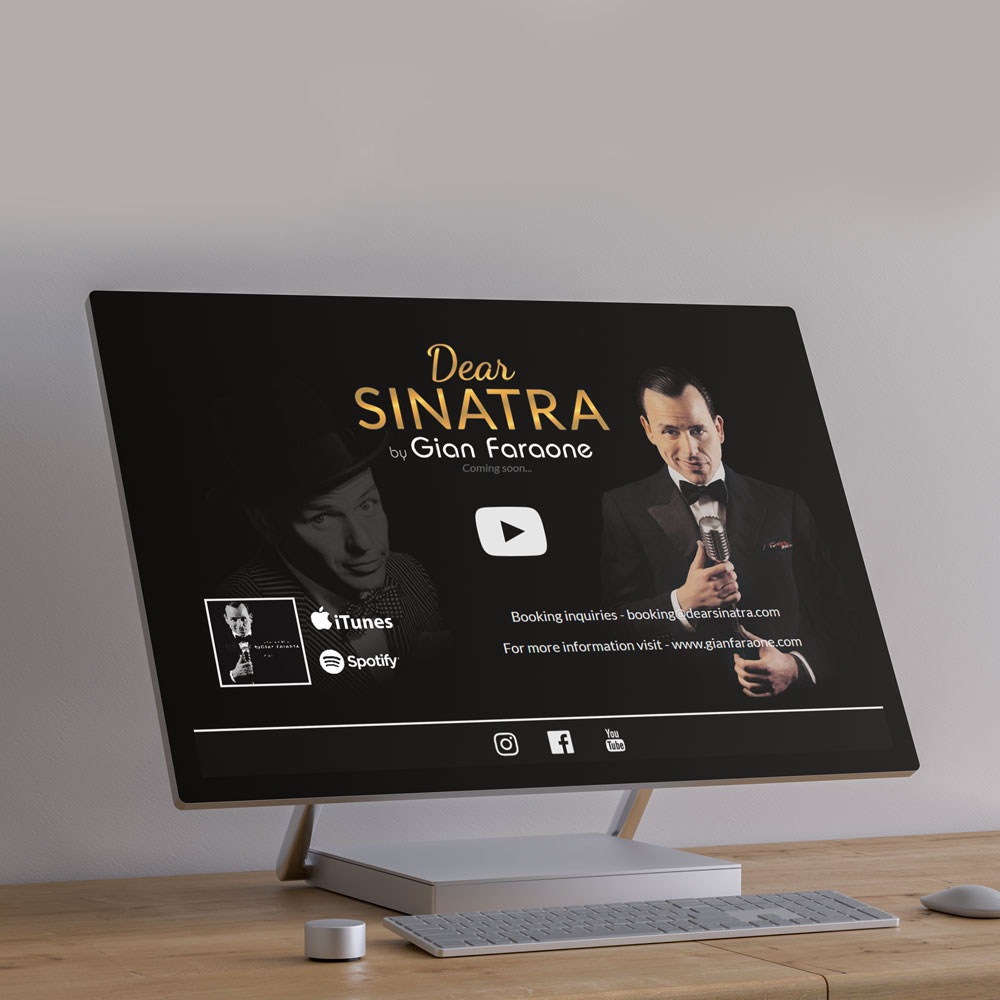 Dear
SINATRA
by Gian Faraone
Coming soon...
iTunes
Spotify
Booking inquiries - booking@dearsinatra.com
For more information visit - www.gianfaraone.com
You
Tube